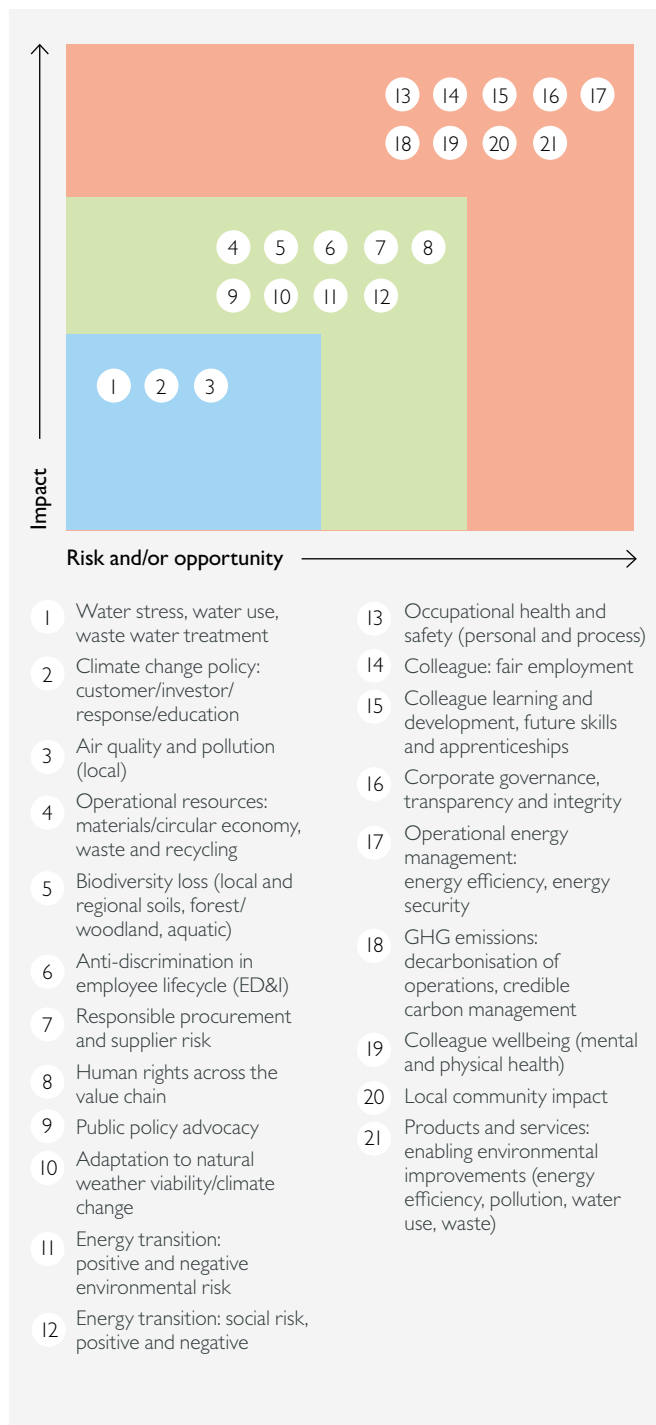 13 14 15 16 17
18 19 20 21
4 5 6 7 8
9 10 11 12
1 2 3
Impact
Risk and/or opportunity
1 Water stress, water use,
waste water treatment
2 Climate change policy:
customer/investor/
response/education
3 Air quality and pollution
(local)
4 Operational resources:
materials/circular economy,
waste and recycling
5 Biodiversity loss (local and
regional soils, forest/
woodland, aquatic)
6 Anti-discrimination in
employee lifecycle (ED&I)
7 Responsible procurement
and supplier risk
8 Human rights across the
value chain
9 Public policy advocacy
10 Adaptation to natural
weather viability/climate
change
11 Energy transition:
positive and negative
environmental risk
12 Energy transition: social risk,
positive and negative
13 Occupational health and
safety (personal and process)
14 Colleague: fair employment
15 Colleague learning and
development, future skills
and apprenticeships
16 Corporate governance,
transparency and integrity
17 Operational energy
management:
energy efficiency, energy
security
18 GHG emissions:
decarbonisation of
operations, credible
carbon management
19 Colleague wellbeing (mental
and physical health)
20 Local community impact
21 Products and services:
enabling environmental
improvements (energy
efficiency, pollution, water
use, waste)